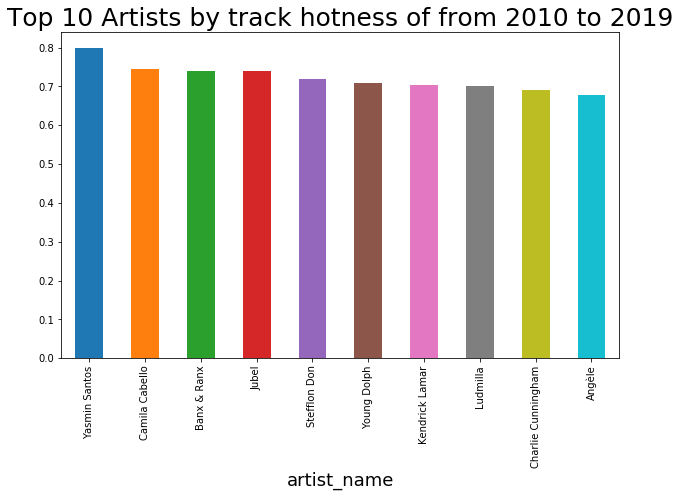 Top 10 Artists by track hotness of from 2010 to 2019
0.8
0.7
0.6
0.5
0.4
0.3
0.2
0.1
0.0
Yasmin Santos
Camila Cabello
Banx & Ranx
Jubel
Stefflon Don
Young Dolph
Kendrick Lamar
Ludmilla
Charlie Cunningham
Angèle
artist_name